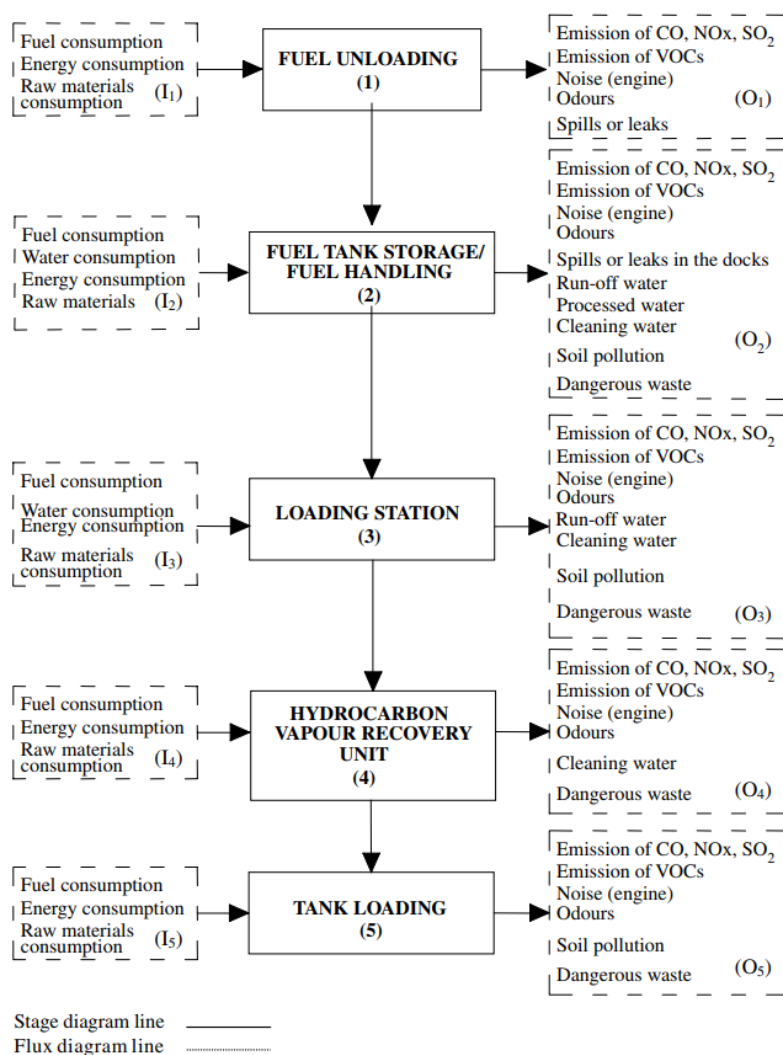 Fuel consumption
Energy consumption
Raw materials
consumption (I₁)
FUEL UNLOADING
(1)
Emission of CO, NOx, SO₂
Emission of VOCs
Noise (engine)
Odours (O₁)
Spills or leaks
Fuel consumption
Water consumption
Energy consumption
Raw materials (I₂)
FUEL TANK STORAGE/
FUEL HANDLING
(2)
Emission of CO, NOx, SO₂
Emission of VOCs
Noise (engine)
Odours
Spills or leaks in the docks
Run-off water
Processed water
Cleaning water
(O₂)
Soil pollution
Dangerous waste
Fuel consumption
Water consumption
Energy consumption
Raw materials
consumption (I₃)
LOADING STATION
(3)
Emission of CO, NOx, SO₂
Emission of VOCs
Noise (engine)
Odours
Run-off water
Cleaning water
Soil pollution
Dangerous waste (O₃)
Fuel consumption
Energy consumption
Raw materials
consumption (I₄)
HYDROCARBON
VAPOUR RECOVERY
UNIT
(4)
Emission of CO, NOx, SO₂
Emission of VOCs
Noise (engine)
Odours
Cleaning water
Dangerous waste (O₄)
Fuel consumption
Energy consumption
Raw materials
consumption (I₅)
TANK LOADING
(5)
Emission of CO, NOx, SO₂
Emission of VOCs
Noise (engine)
Odours
Soil pollution
Dangerous waste (O₅)
Stage diagram line
Flux diagram line